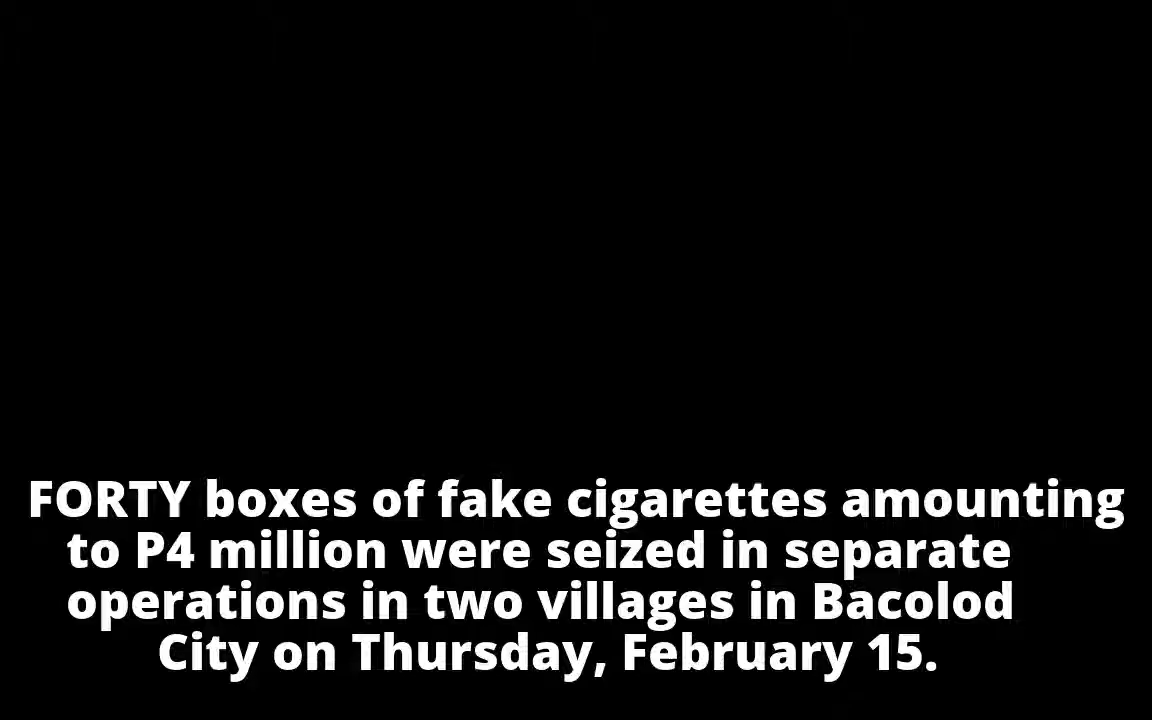 FORTY boxes of fake cigarettes amounting
to P4 million were seized in separate
operations in two villages in Bacolod
City on Thursday, February 15.